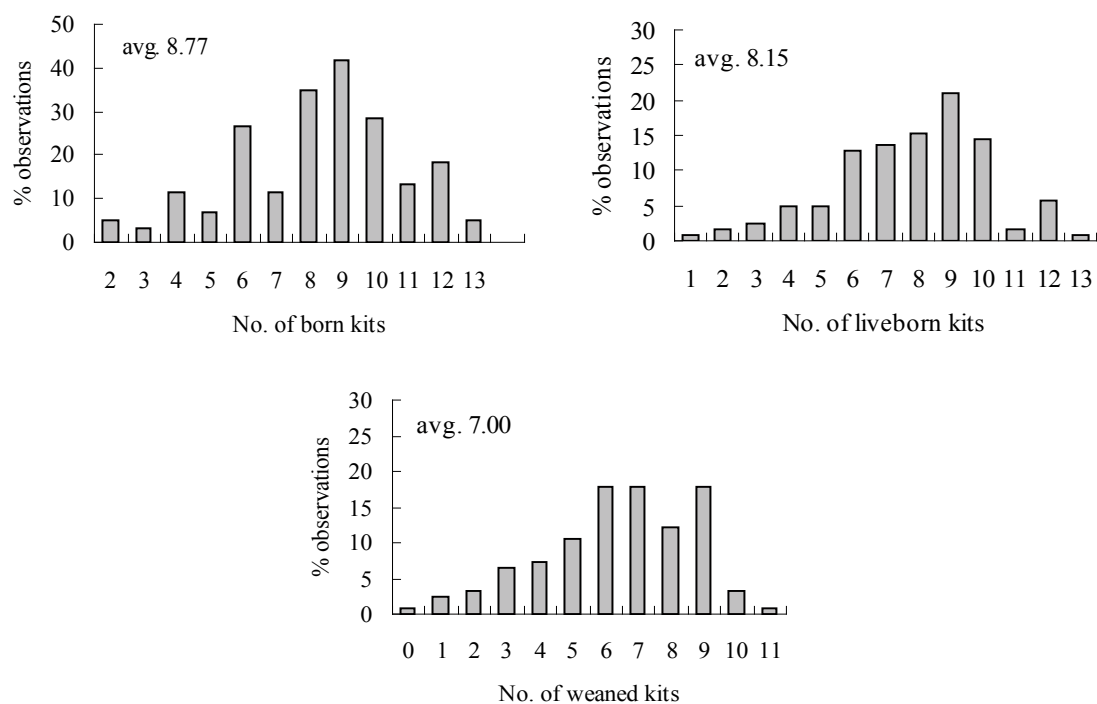 50
40
30
20
10
0
avg. 8.77
% observations
2 3 4 5 6 7 8 9 10 11 12 13
No. of born kits
30
25
20
15
10
5
0
avg. 8.15
% observations
1 2 3 4 5 6 7 8 9 10 11 12 13
No. of liveborn kits
30
25
20
15
10
5
0
avg. 7.00
% observations
0 1 2 3 4 5 6 7 8 9 10 11
No. of weaned kits